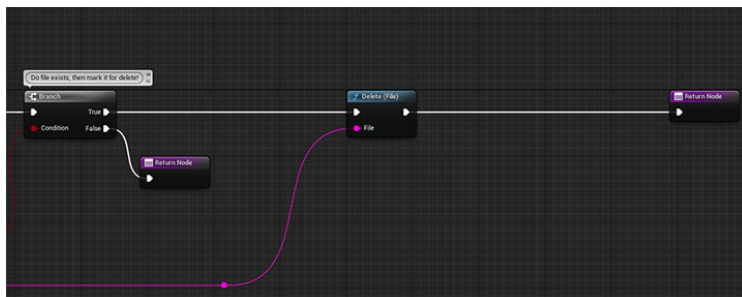 Do file exists, then mark it for delete!
Branch
True
Condition
False
Return Node
Delete (File)
File
Return Node